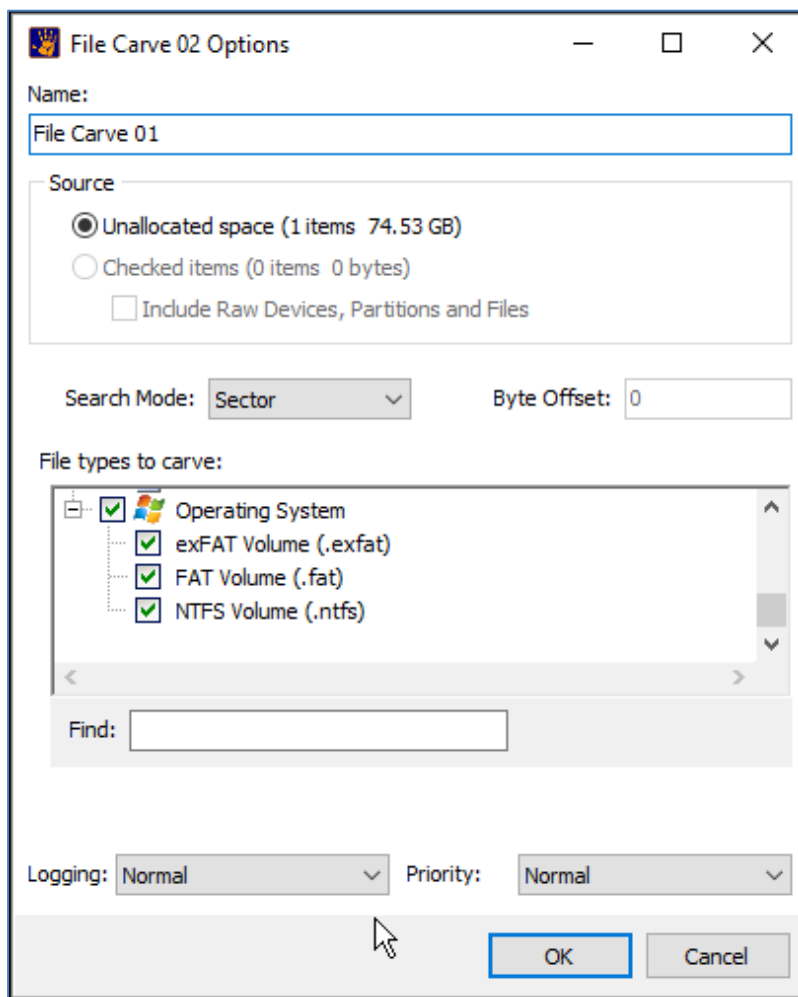 File Carve 02 Options
Name:
File Carve 01
Source
Unallocated space (1 items 74.53 GB)
Checked items (0 items 0 bytes)
Include Raw Devices, Partitions and Files
Search Mode: Sector Byte Offset: 0
File types to carve:
Operating System
exFAT Volume (.exfat)
FAT Volume (.fat)
NTFS Volume (.ntfs)
Find:
Logging: Normal Priority: Normal
OK Cancel